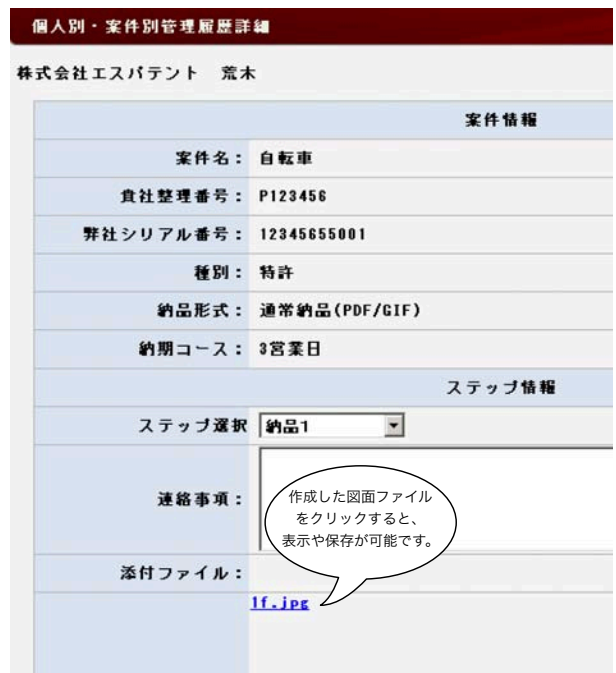 個人別・案件別管理履歴詳細
株式会社エスパテント 荒木
案件情報
案件名： 自転車
貴社整理番号： P123456
弊社シリアル番号： 12345655001
種別： 特許
納品形式： 通常納品(PDF/GIF)
納期コース： 3営業日
ステップ情報
ステップ選択 納品1
連絡事項：
作成した図面ファイル
をクリックすると、
表示や保存が可能です。
添付ファイル：
1f.jpg